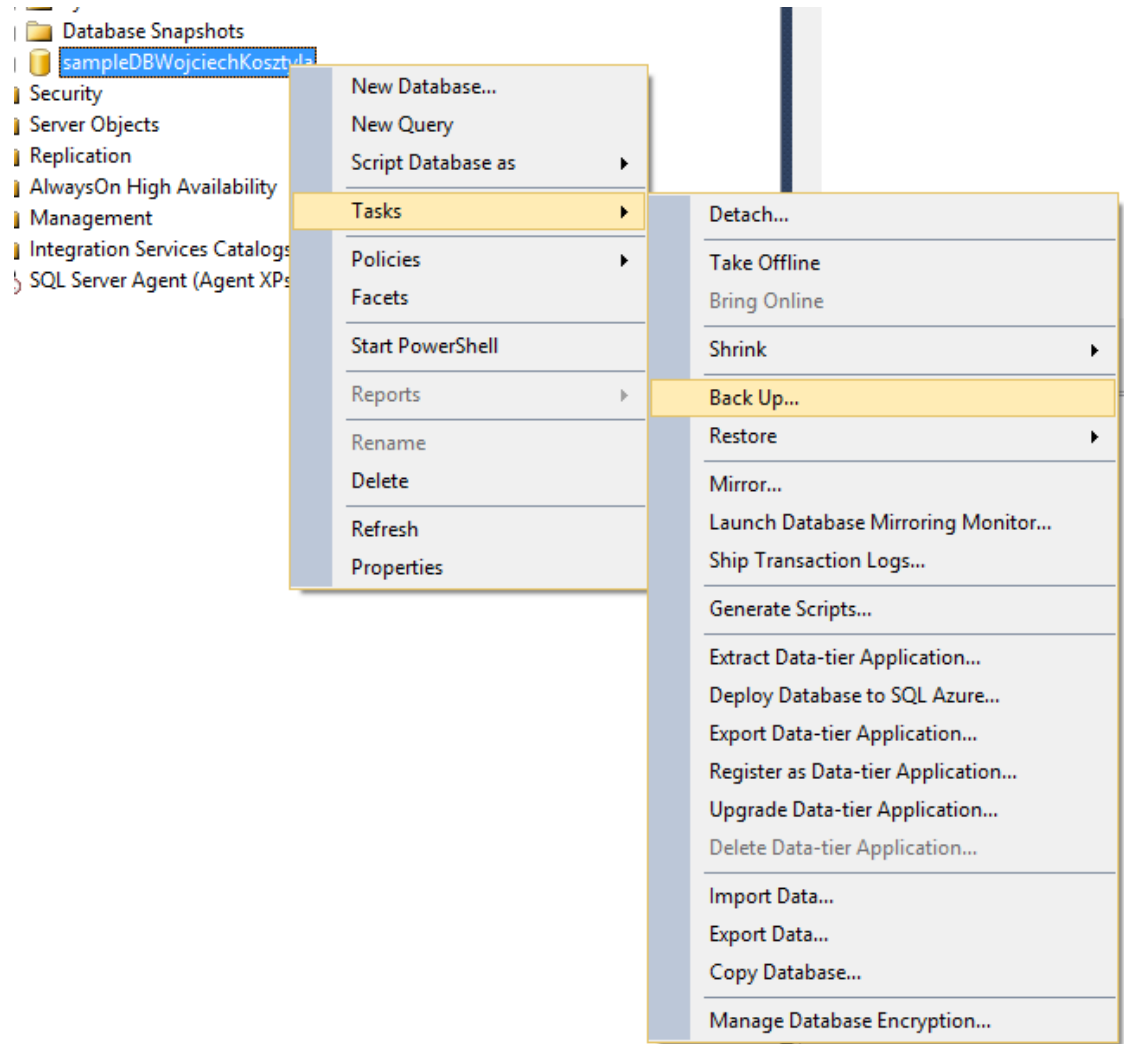 Database Snapshots
sampleDBWojciechKosztyla
Security
Server Objects
Replication
AlwaysOn High Availability
Management
Integration Services Catalogs
SQL Server Agent (Agent XPs
New Database...
New Query
Script Database as
Tasks
Policies
Facets
Start PowerShell
Reports
Rename
Delete
Refresh
Properties
Detach...
Take Offline
Bring Online
Shrink
Back Up...
Restore
Mirror...
Launch Database Mirroring Monitor...
Ship Transaction Logs...
Generate Scripts...
Extract Data-tier Application...
Deploy Database to SQL Azure...
Export Data-tier Application...
Register as Data-tier Application...
Upgrade Data-tier Application...
Delete Data-tier Application...
Import Data...
Export Data...
Copy Database...
Manage Database Encryption...